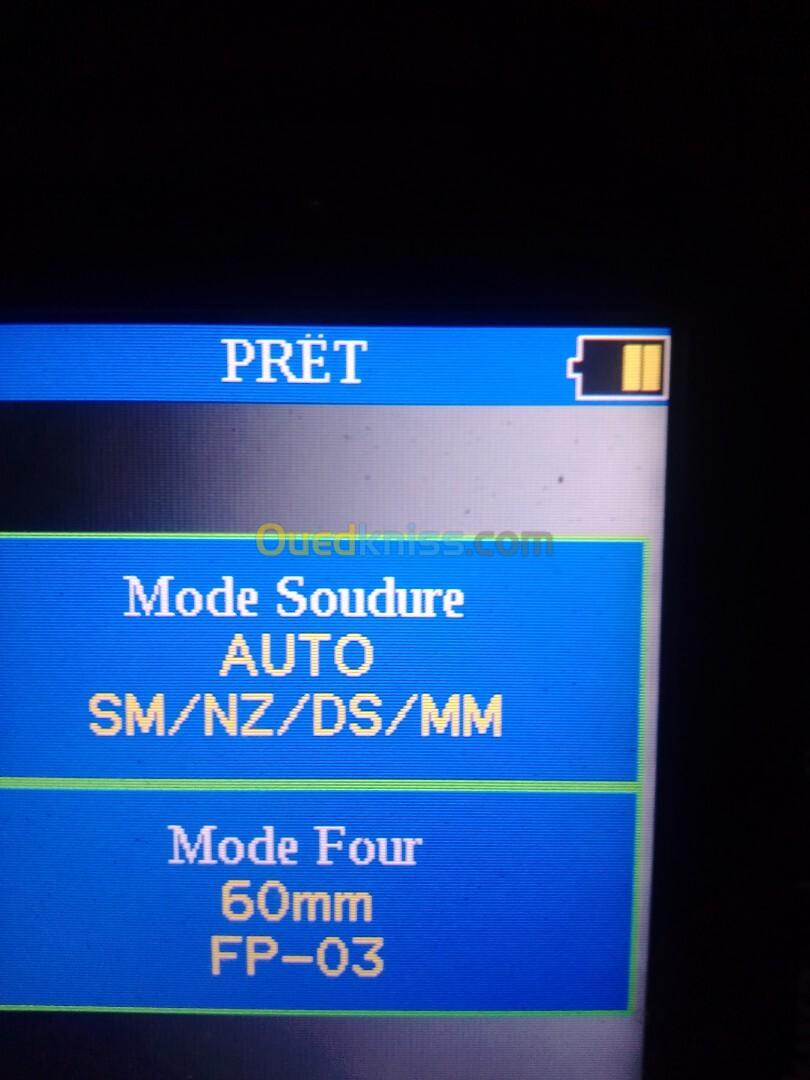 PRËT
Ouedkniss.com
Mode Soudure
AUTO
SM/NZ/DS/MM
Mode Four
60mm
FP-03